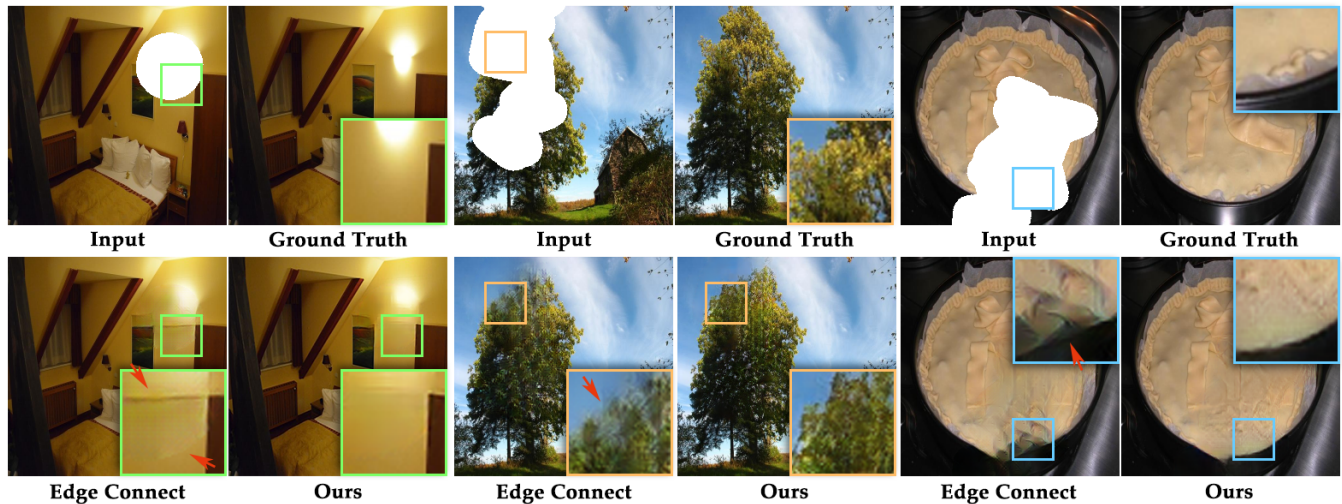 Input
Ground Truth
Input
Ground Truth
Input
Ground Truth
Edge Connect
Ours
Edge Connect
Ours
Edge Connect
Ours